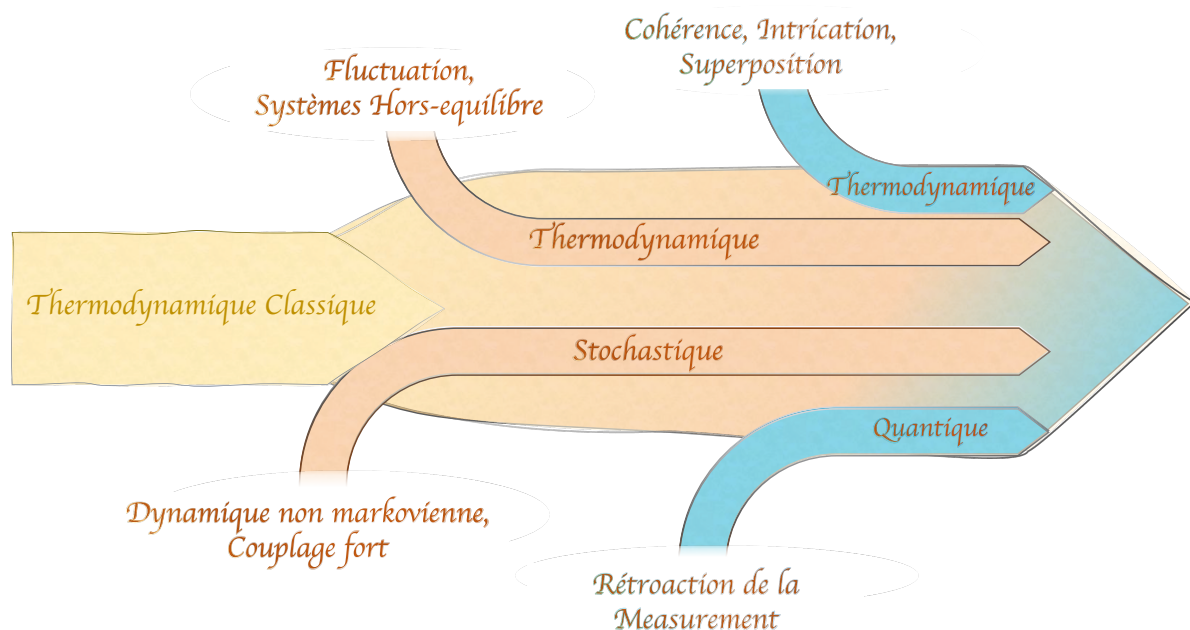 Cohérence, Intrication,
Superposition
Fluctuation,
Systèmes Hors-equilibre
Thermodynamique
Thermodynamique
Thermodynamique Classique
Stochastique
Quantique
Dynamique non markovienne,
Couplage fort
Rétroaction de la
Measurement